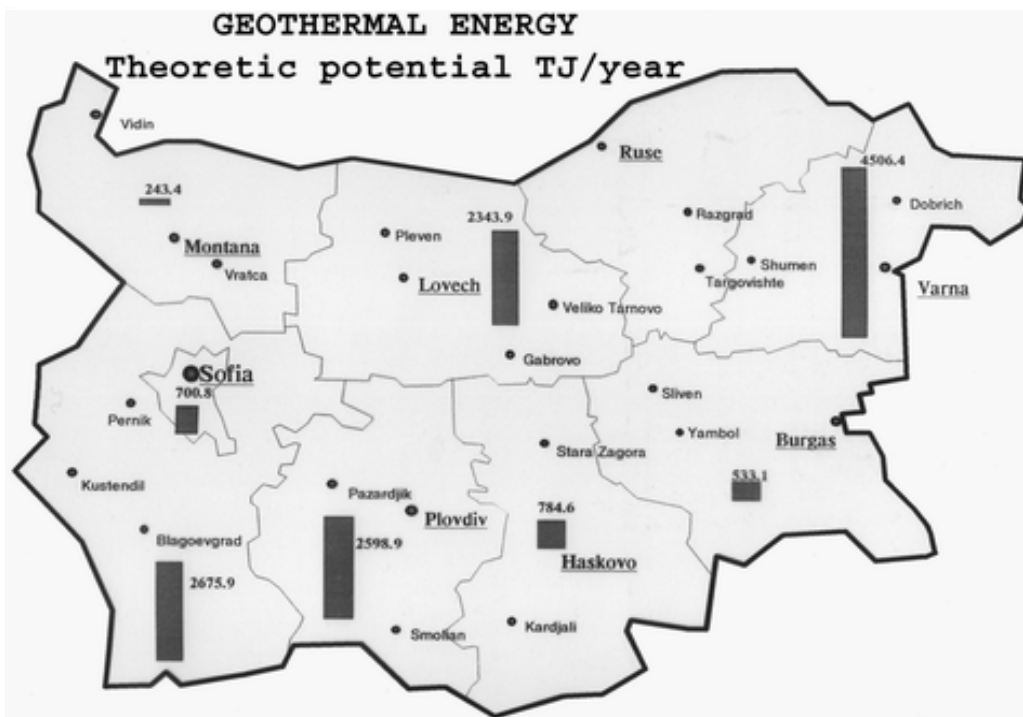 GEOTHERMAL ENERGY
Theoretic potential TJ/year
Vidin
Ruse
4506.4
243.4
Razgrad
Dobrich
2343.9
Pleven
Montana
Shumen
Vratca
Lovech
Targovishte
Varna
Veliko Tarnovo
Gabrovo
Sofia
700.8
Sliven
Pernik
Yambol
Burgas
Stara Zagora
533.1
Kustendil
Pazardjik
784.6
Plovdiv
Blagoevgrad
2598.9
Haskovo
2675.9
Kardjali
Smolian